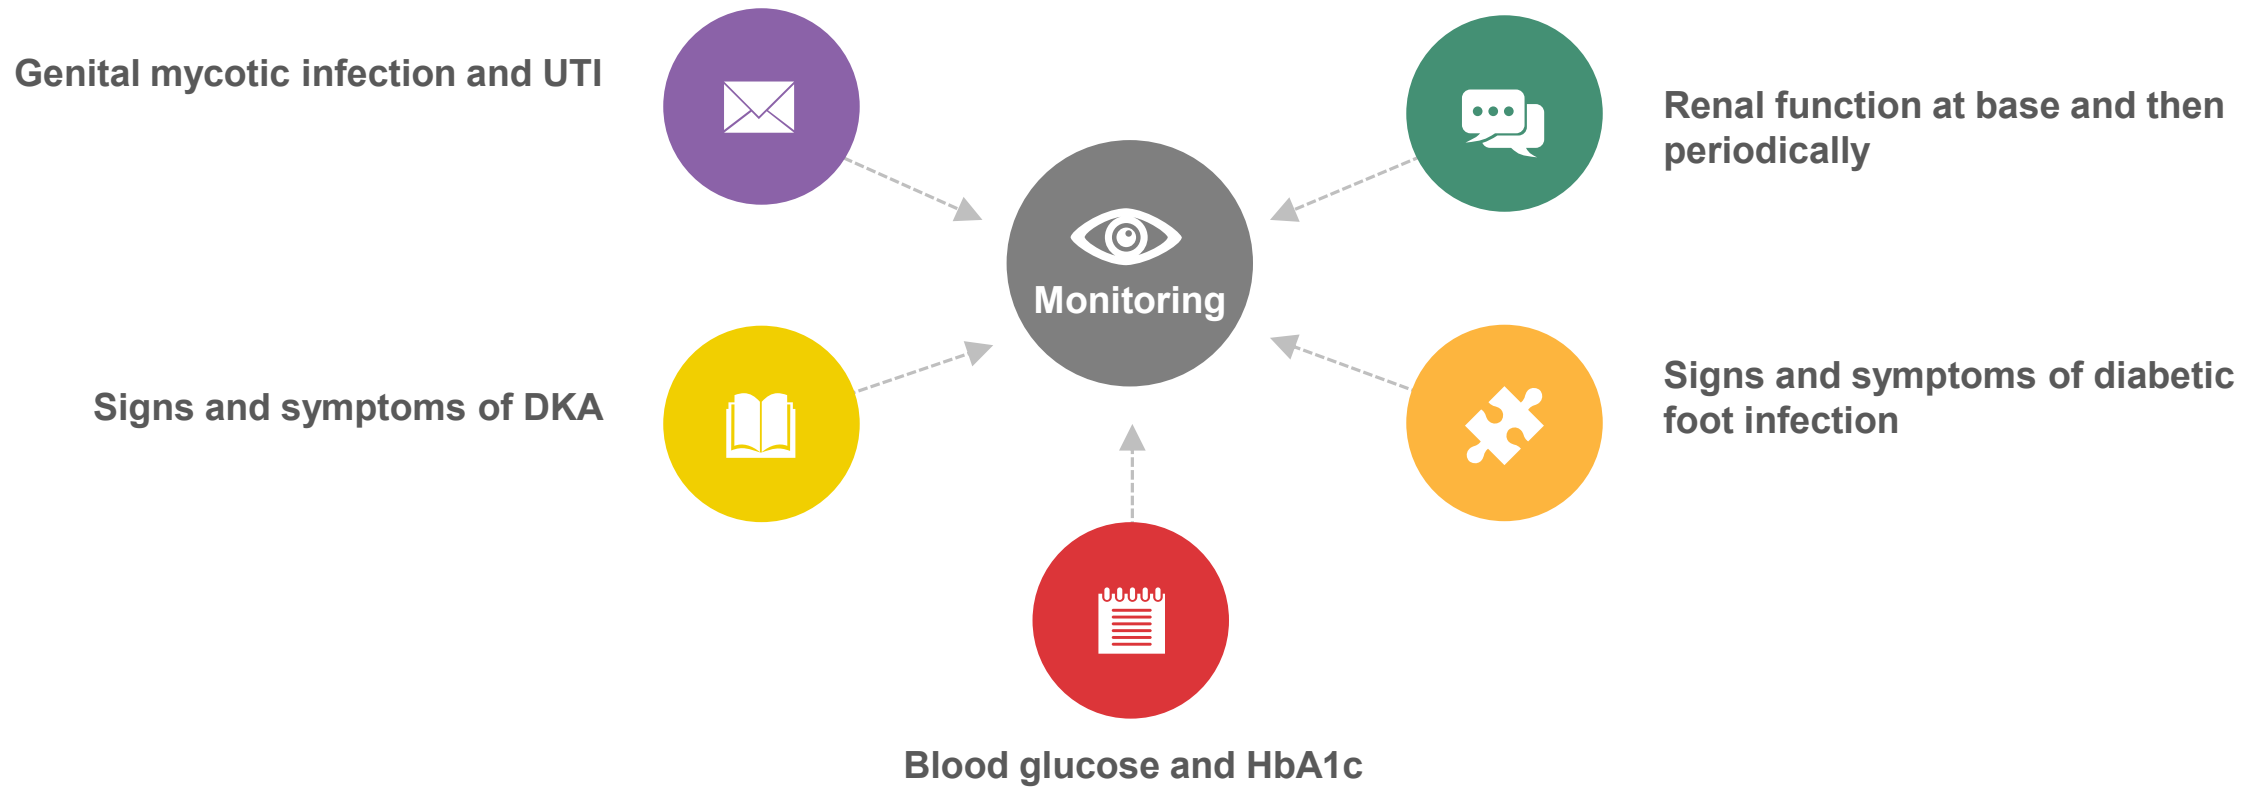 Genital mycotic infection and UTI
Renal function at base and then
periodically
Monitoring
Signs and symptoms of DKA
Signs and symptoms of diabetic
foot infection
Blood glucose and HbA1c